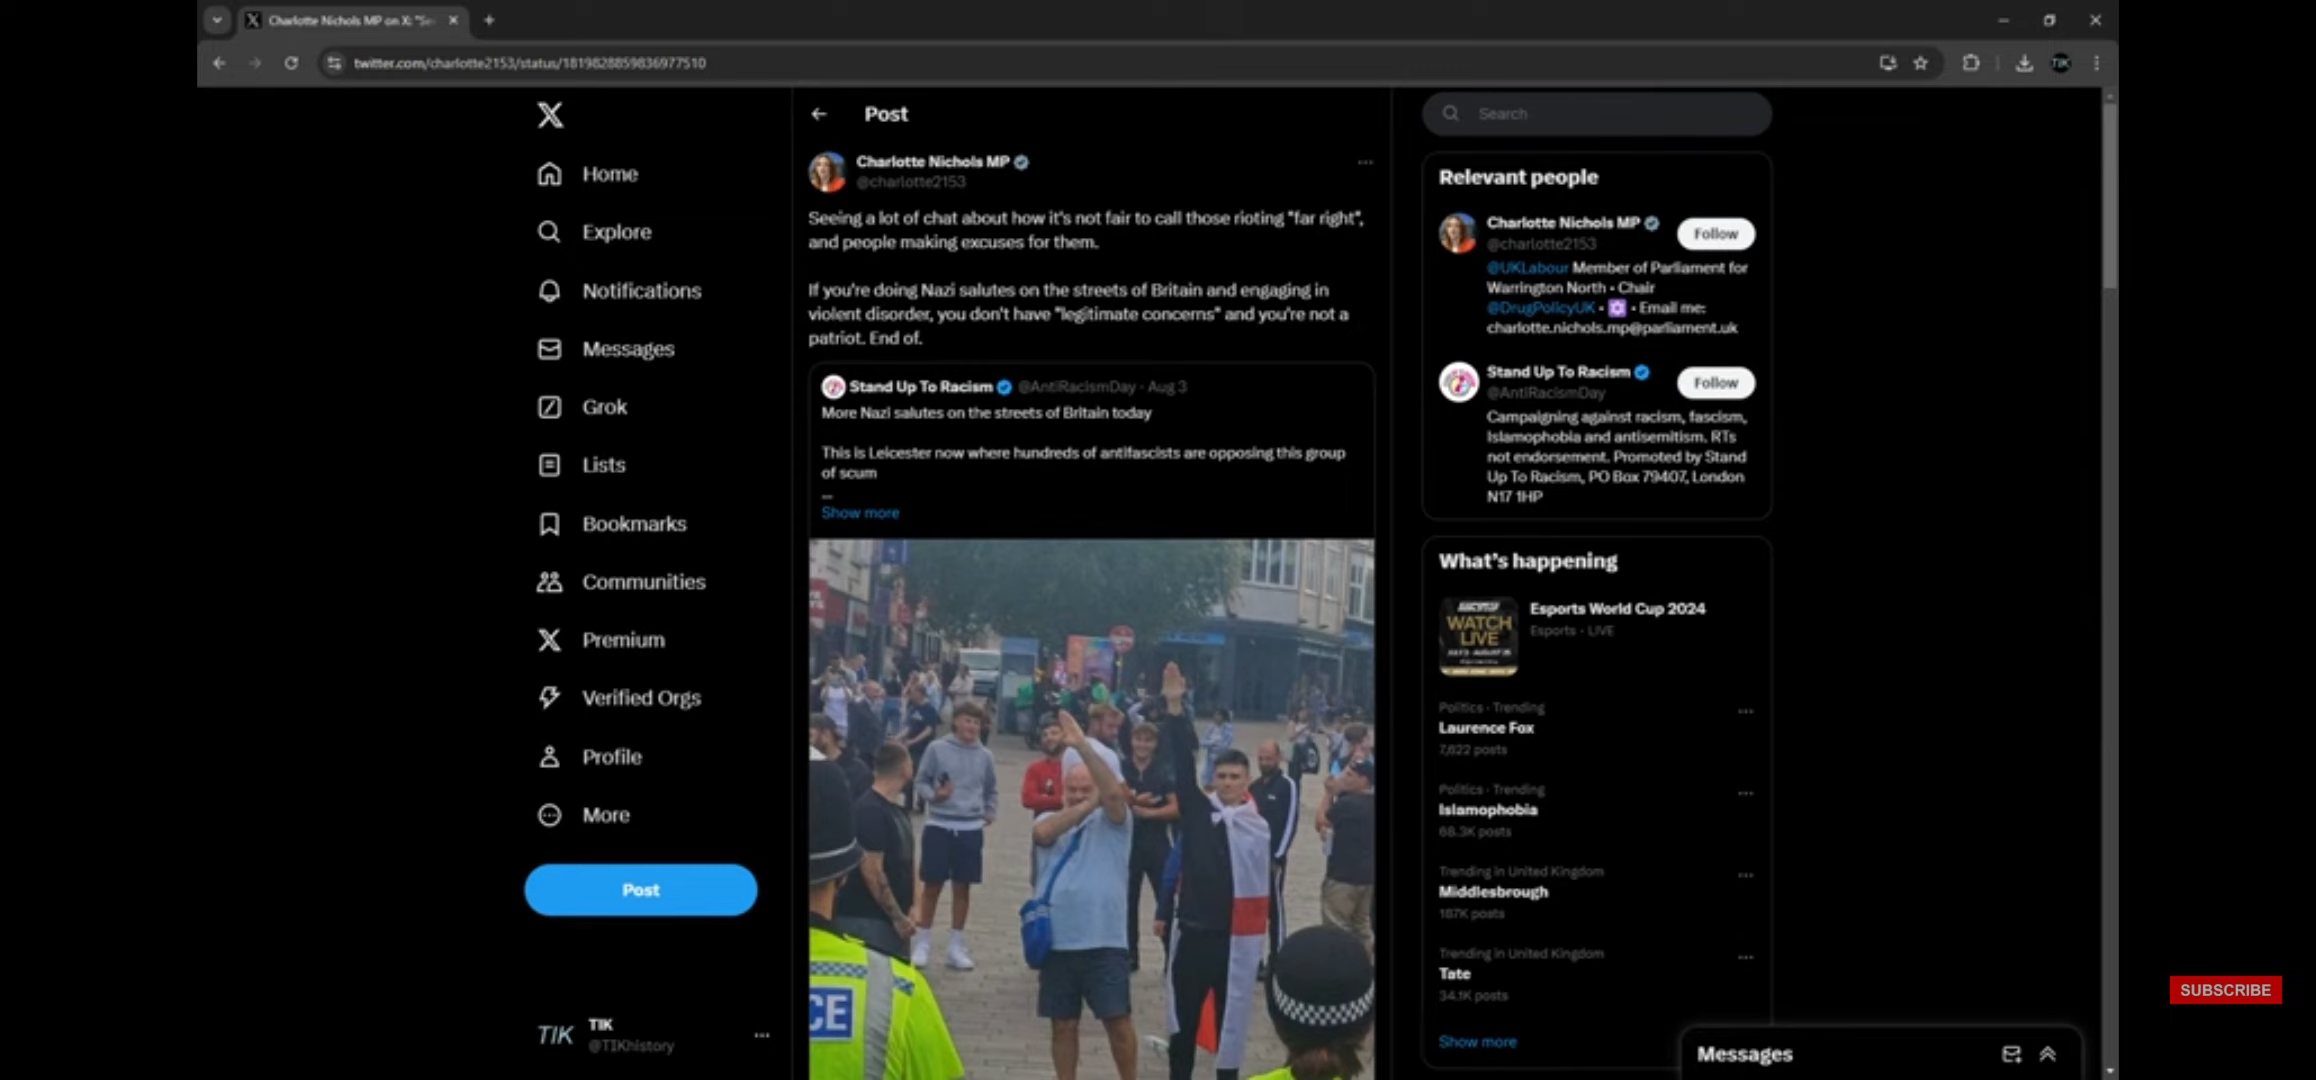 Charlotte Nichols MP on X: "Se
twitter.com/charlotte2153/status/1819828859836977510
TIK
Home
Explore
Notifications
Messages
Grok
Lists
Bookmarks
Communities
Premium
Verified Orgs
Profile
More
Post
TIK
TIK
@TIKhistory
Post
Charlotte Nichols MP
@charlotte2153
Seeing a lot of chat about how it's not fair to call those rioting "far right",
and people making excuses for them.
If you're doing Nazi salutes on the streets of Britain and engaging in
violent disorder, you don't have "legitimate concerns" and you're not a
patriot. End of.
Stand Up To Racism @AntiRacismDay · Aug 3
More Nazi salutes on the streets of Britain today
This is Leicester now where hundreds of antifascists are opposing this group
of scum
Show more
CE
Search
Relevant people
Charlotte Nichols MP
@charlotte2153
Follow
@UKLabour Member of Parliament for
Warrington North • Chair
@DrugPolicyUK • ✡ • Email me:
charlotte.nichols.mp@parliament.uk
Stand Up To Racism
@AntiRacismDay
Follow
Campaigning against racism, fascism,
Islamophobia and antisemitism. RTs
not endorsement. Promoted by Stand
Up To Racism, PO Box 79407, London
N17 1HP
What's happening
WATCH
LIVE
Esports World Cup 2024
Esports · LIVE
Politics · Trending
Laurence Fox
7,622 posts
Politics · Trending
Islamophobia
68.3K posts
Trending in United Kingdom
Middlesbrough
187K posts
Trending in United Kingdom
Tate
34.1K posts
Show more
Messages
SUBSCRIBE